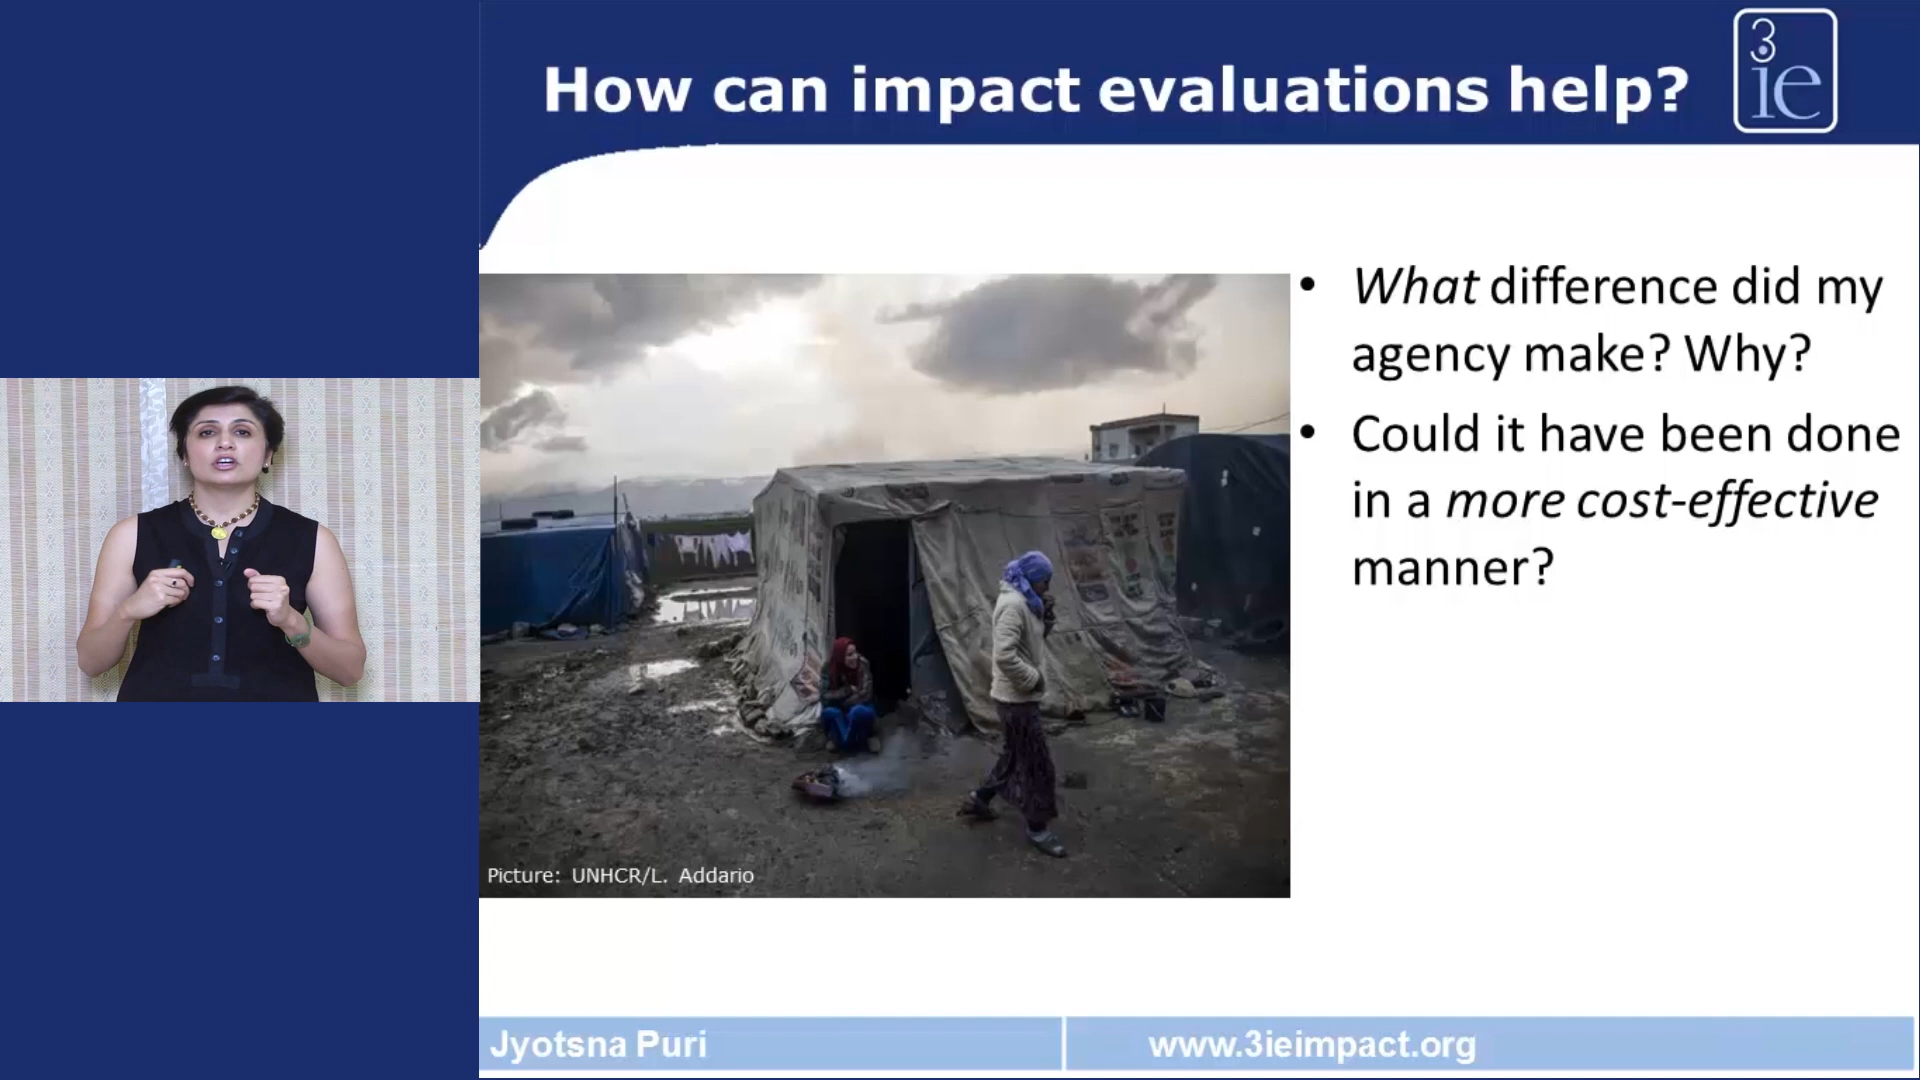 How can impact evaluations help?
3
ie
• What difference did my
agency make? Why?
• Could it have been done
in a more cost-effective
manner?
Picture: UNHCR/L. Addario
Jyotsna Puri
www.3ieimpact.org